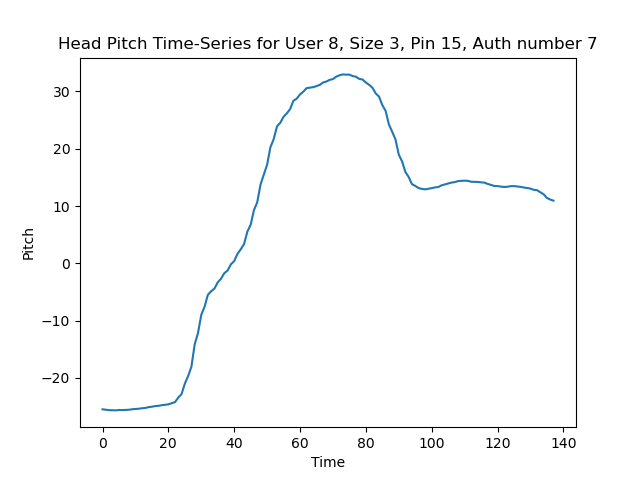 Head Pitch Time-Series for User 8, Size 3, Pin 15, Auth number 7
30
20
10
0
−10
−20
Pitch
0 20 40 60 80 100 120 140
Time